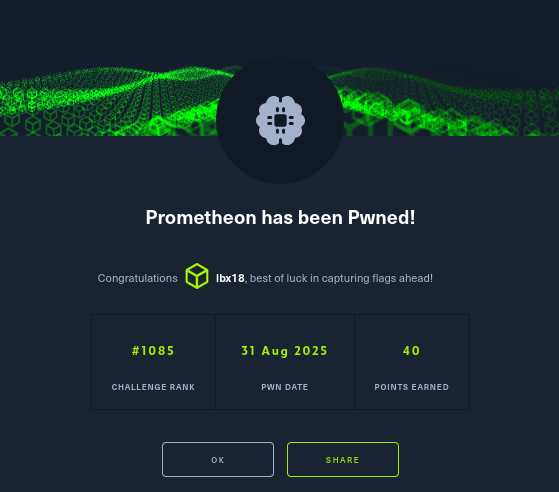 Prometheon has been Pwned!
Congratulations lbx18, best of luck in capturing flags ahead!
#1085 31 Aug 2025 40
CHALLENGE RANK PWN DATE POINTS EARNED
OK SHARE